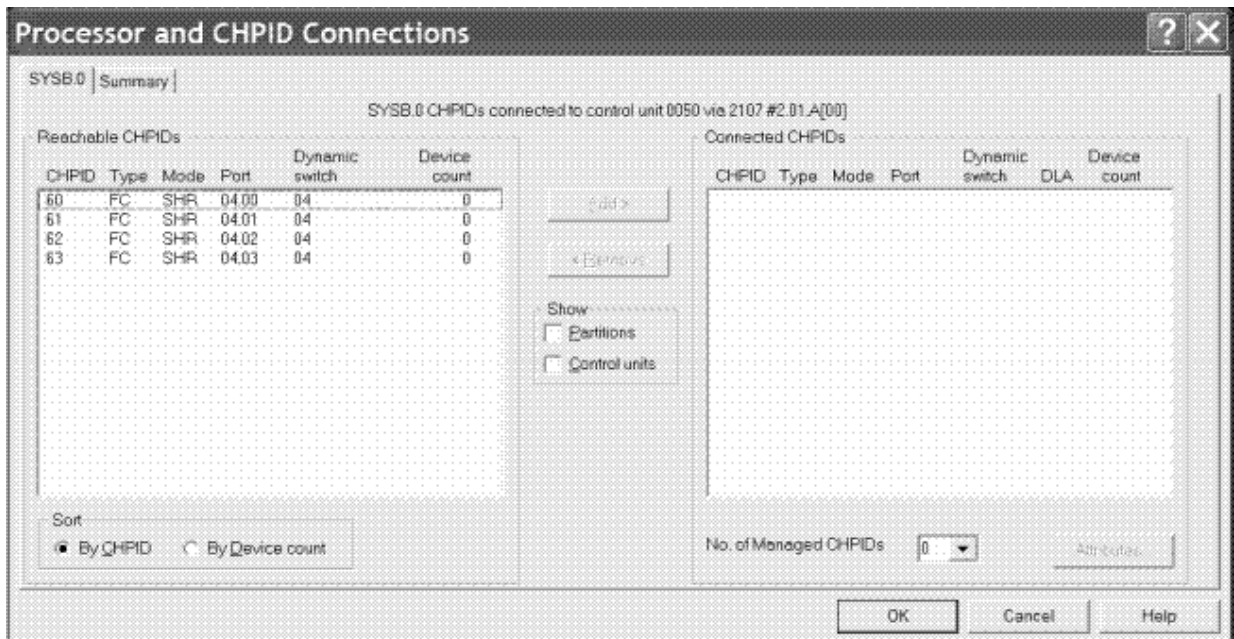 Processor and CHPID Connections
? X
SYSB.0 Summary
SYSB.0 CHPIDs connected to control unit 0050 via 2107 #2.01.A[00]
Reachable CHPIDs
CHPID Type Mode Port Dynamic switch Device count
60 FC SHR 04.00 04 0
61 FC SHR 04.01 04 0
62 FC SHR 04.02 04 0
63 FC SHR 04.03 04 0
Sort
By CHPID By Device count
Add >
< Remove
Show
Partitions
Control units
Connected CHPIDs
CHPID Type Mode Port Dynamic switch DLA Device count
No. of Managed CHPIDs 0
Attributes...
OK Cancel Help